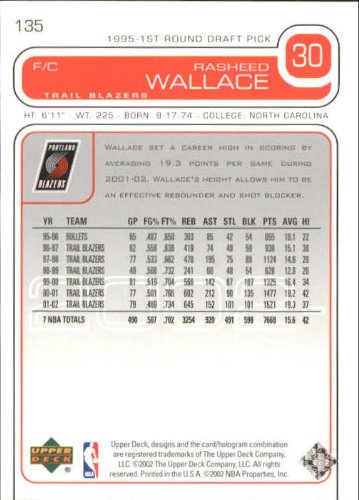 135
1995-1ST ROUND DRAFT PICK
F/C
RASHEED
WALLACE
30
TRAIL BLAZERS
HT: 6'11" - WT: 225 - BORN: 9-17-74 - COLLEGE: NORTH CAROLINA
PORTLAND
BLAZERS
WALLACE SET A CAREER HIGH IN SCORING BY
AVERAGING 19.3 POINTS PER GAME DURING
2001-02. WALLACE'S HEIGHT ALLOWS HIM TO
BE AN EFFECTIVE REBOUNDER AND SHOT BLOCKER.
YR TEAM GP FG% FT% REB AST STL BLK PTS AVG HI
95-96 BULLETS 65 .487 .650 303 85 42 54 655 10.1 22
96-97 TRAIL BLAZERS 62 .558 .638 419 74 48 59 938 15.1 38
97-98 TRAIL BLAZERS 77 .533 .662 478 195 75 88 1124 14.6 28
98-99 TRAIL BLAZERS 49 .508 .732 241 60 48 54 628 12.8 26
99-00 TRAIL BLAZERS 81 .519 .704 566 142 87 107 1325 16.4 34
00-01 TRAIL BLAZERS 77 .501 .766 602 212 90 135 1477 19.2 42
01-02 TRAIL BLAZERS 79 .469 .734 645 152 101 101 1521 19.3 37
7 NBA TOTALS 490 .507 .702 3254 920 491 598 7668 15.6 42
UPPER
DECK
NBA
Upper Deck, designs and the card/hologram combination
are registered trademarks of The Upper Deck Company,
LLC. ©2002 The Upper Deck Company, LLC. All rights
reserved. Printed in the U.S.A. ©2002 NBA Properties, Inc.